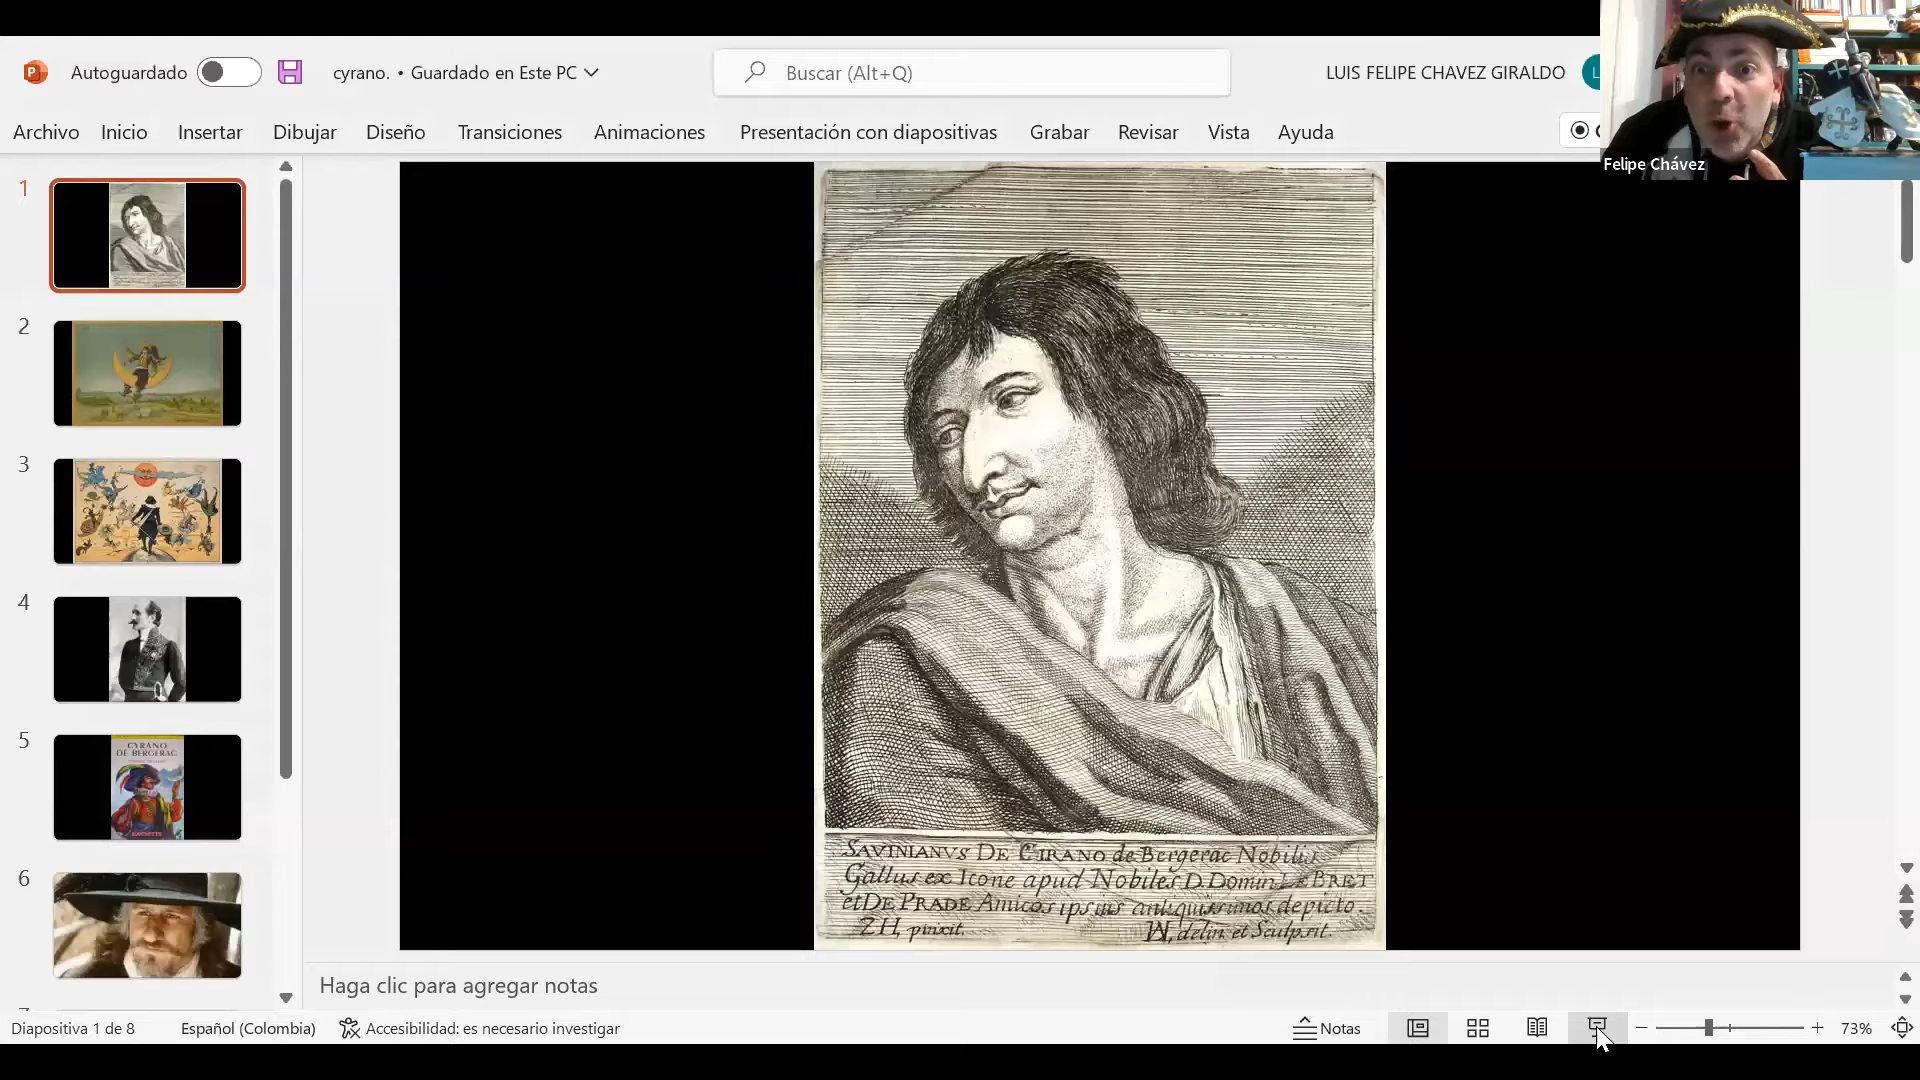 Autoguardado
cyrano. • Guardado en Este PC
Buscar (Alt+Q)
LUIS FELIPE CHAVEZ GIRALDO
Archivo Inicio Insertar Dibujar Diseño Transiciones Animaciones Presentación con diapositivas Grabar Revisar Vista Ayuda
Felipe Chávez
1
2
3
4
5
CYRANO
DE BERGERAC
6
SAVINIANVS DE CIRANO de Bergerac Nobilis
Gallus ex Icone apud Nobiles D. Domin. LE BRET
et DE PRADE Amicos ipsius antiquissimos depicto.
ZH, pinxit. delin. et Sculpsit.
Haga clic para agregar notas
Diapositiva 1 de 8 Español (Colombia) Accesibilidad: es necesario investigar Notas 73%